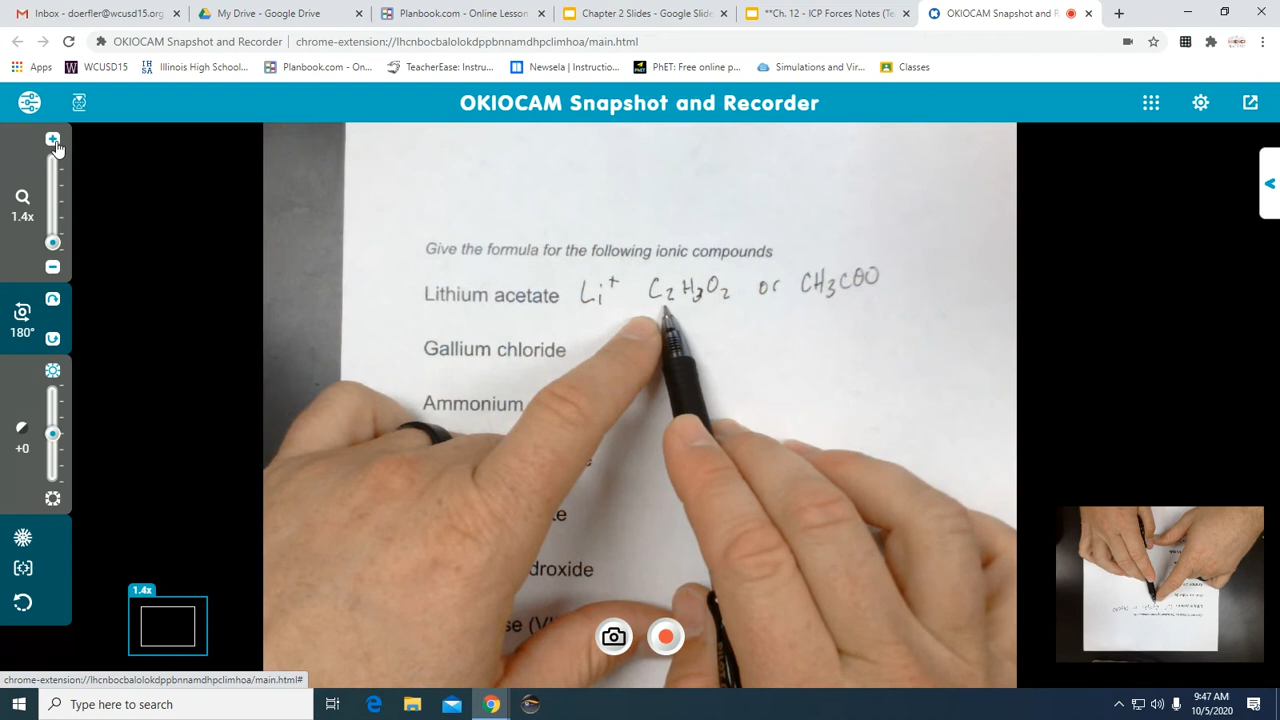 Inbox - doerfler@wcusd15.org
My Drive - Google Drive
Planbook.com - Online Lesson
Chapter 2 Slides - Google Slide
**Ch. 12 - ICP Forces Notes (Te
OKIOCAM Snapshot and R
OKIOCAM Snapshot and Recorder | chrome-extension://lhcnbocbalolokdppbnnamdhpclimhoa/main.html
Apps
WCUSD15
Illinois High School...
Planbook.com - On...
TeacherEase: Instru...
Newsela | Instructio...
PhET: Free online p...
Simulations and Vir...
Classes
OKIOCAM Snapshot and Recorder
1.4x
180°
+0
Give the formula for the following ionic compounds
Lithium acetate Li⁺ C₂H₃O₂ or CH₃COO
Gallium chloride
Ammonium
droxide
1.4x
chrome-extension://lhcnbocbalolokdppbnnamdhpclimhoa/main.html#
Type here to search
9:47 AM
10/5/2020